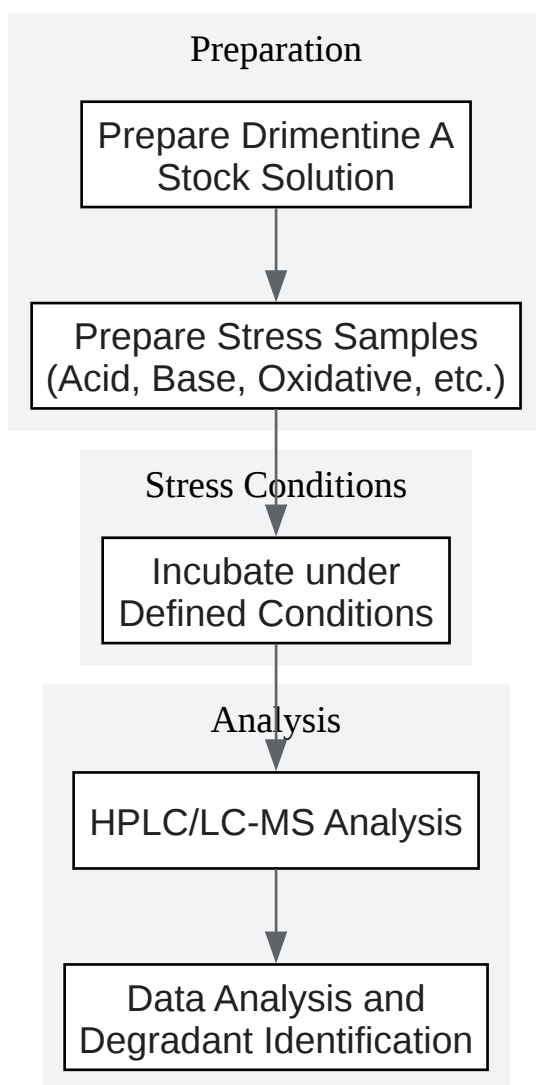 Preparation
Prepare Drimentine A
Stock Solution
Prepare Stress Samples
(Acid, Base, Oxidative, etc.)
Stress Conditions
Incubate under
Defined Conditions
Analysis
HPLC/LC-MS Analysis
Data Analysis and
Degradant Identification